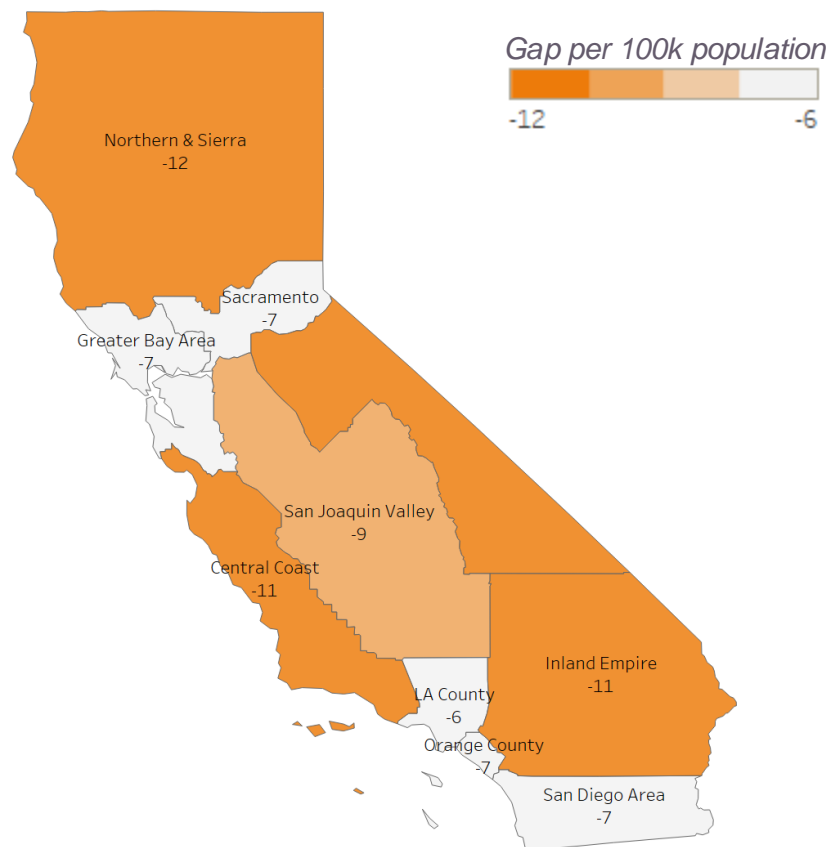 Gap per 100k population
-12 -6
Northern & Sierra
-12
Sacramento
-7
Greater Bay Area
-7
San Joaquin Valley
-9
Central Coast
-11
Inland Empire
-11
LA County
-6
Orange County
-7
San Diego Area
-7